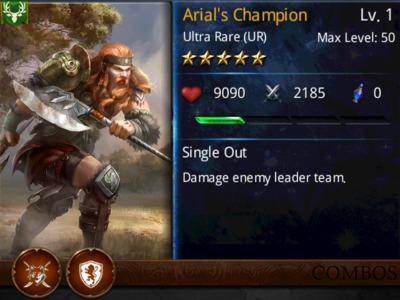 Arial's Champion Lv. 1
Ultra Rare (UR) Max Level: 50
9090 2185 0
Single Out
Damage enemy leader team.
COMBOS